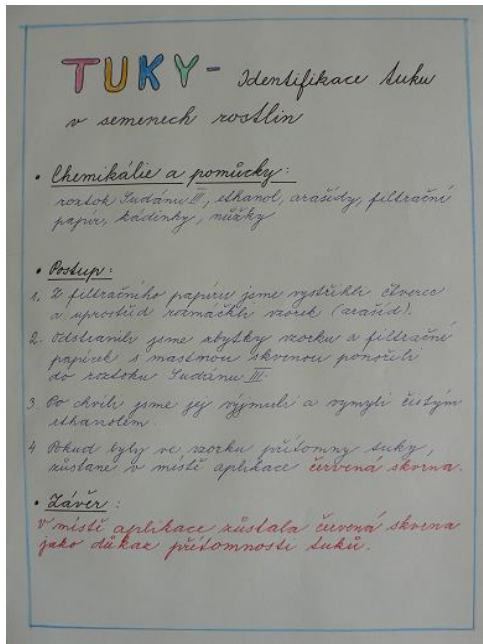 TUKY - Identifikace tuku
v semenech rostlin
• Chemikálie a pomůcky:
roztok Sudánu III, ethanol, arašídy, filtrační
papír, kádinky, nůžky
• Postup:
1. Z filtračního papíru jsme vystřihli čtverec
a uprostřed rozmáčkli vzorek (arašíd).
2. Odstranili jsme zbytky vzorku a filtrační
papírek s mastnou skvrnou ponořili
do roztoku Sudánu III.
3. Po chvíli jsme jej vyjmuli a vymyli čistým
ethanolem.
4 Pokud byly ve vzorku přítomny tuky,
zůstane v místě aplikace červená skvrna.
• Závěr:
V místě aplikace zůstala červená skvrna
jako důkaz přítomnosti tuků.